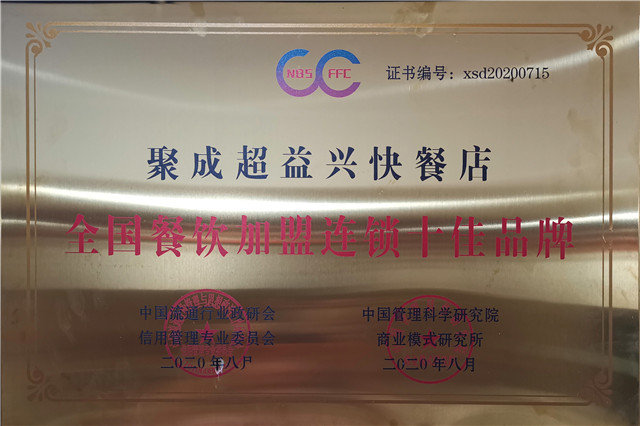 NBS FFC
证书编号：xsd20200715
聚成超益兴快餐店
全国餐饮加盟连锁十佳品牌
中国流通行业政研会
信用管理专业委员会
二〇二〇年八月
中国管理科学研究院
商业模式研究所
二〇二〇年八月